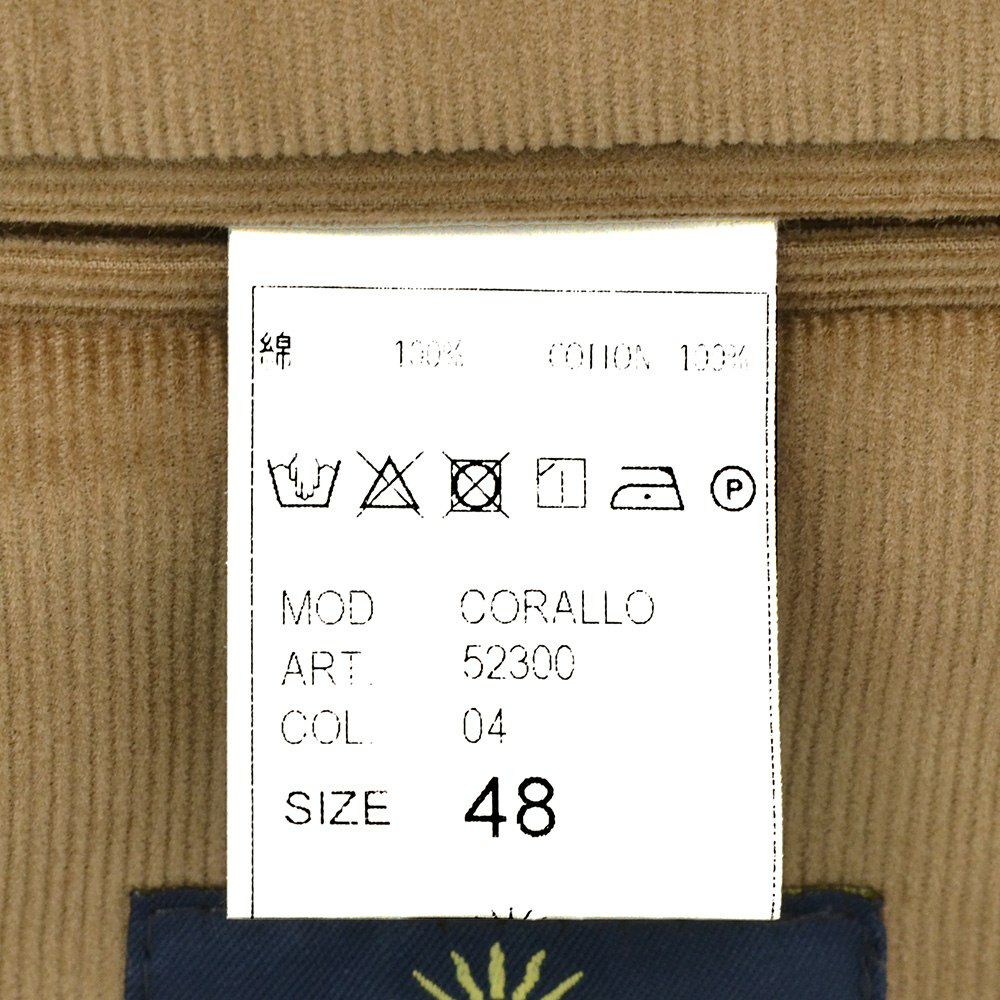 綿 100% COTTON 100%
P
MOD CORALLO
ART. 52300
COL. 04
SIZE 48